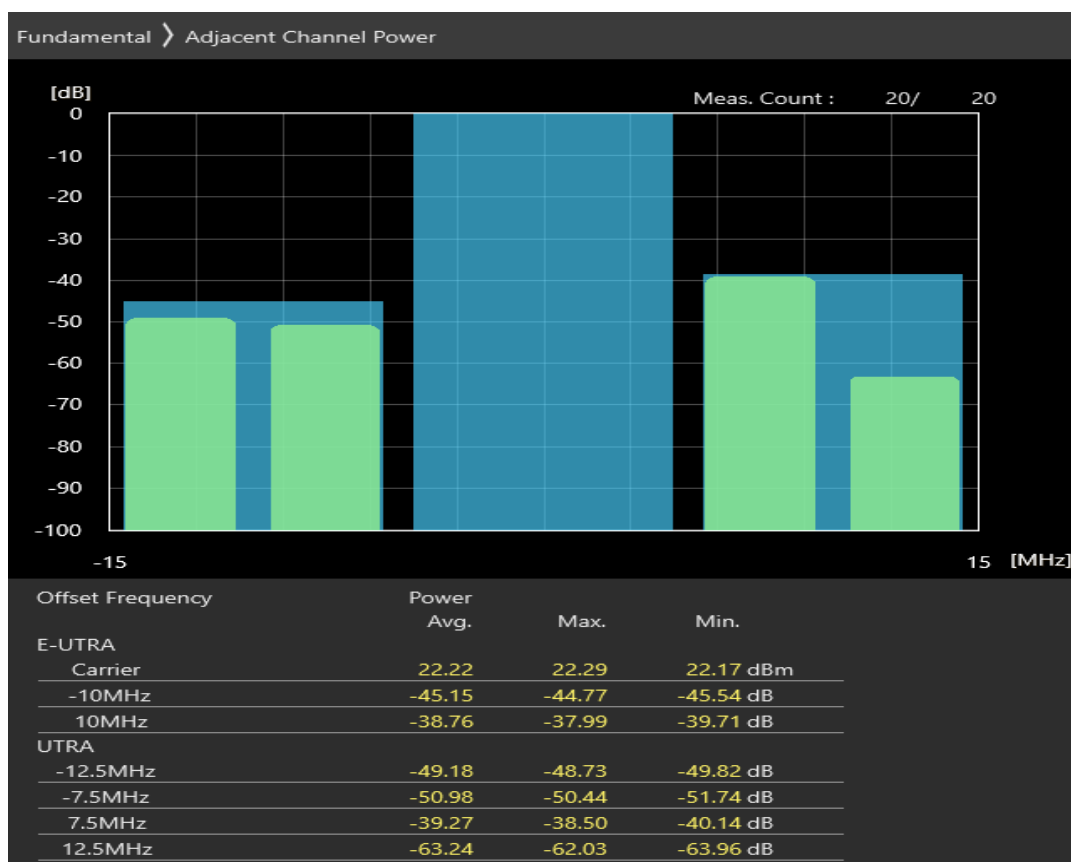 Fundamental ❯ Adjacent Channel Power
[dB]
Meas. Count : 20/ 20
0
-10
-20
-30
-40
-50
-60
-70
-80
-90
-100
-15 15 [MHz]
Offset Frequency Power
Avg. Max. Min.
E-UTRA
Carrier 22.22 22.29 22.17 dBm
-10MHz -45.15 -44.77 -45.54 dB
10MHz -38.76 -37.99 -39.71 dB
UTRA
-12.5MHz -49.18 -48.73 -49.82 dB
-7.5MHz -50.98 -50.44 -51.74 dB
7.5MHz -39.27 -38.50 -40.14 dB
12.5MHz -63.24 -62.03 -63.96 dB